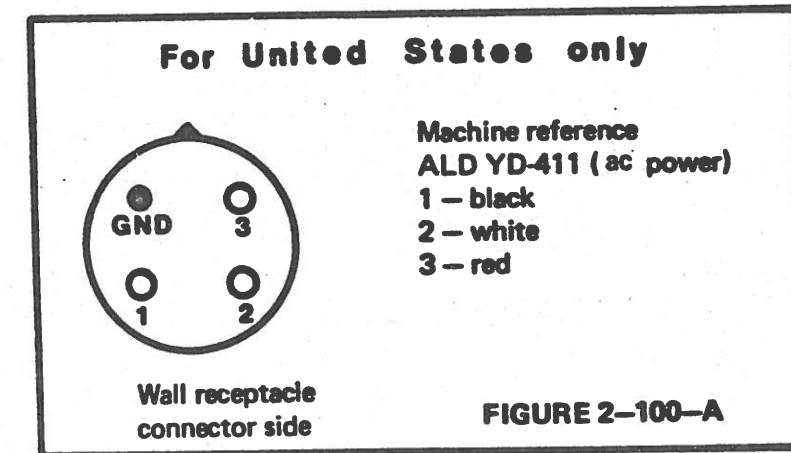 For United States only
Machine reference
ALD YD-411 (ac power)
1 — black
2 — white
3 — red
GND
3
1
2
Wall receptacle
connector side
FIGURE 2—100—A